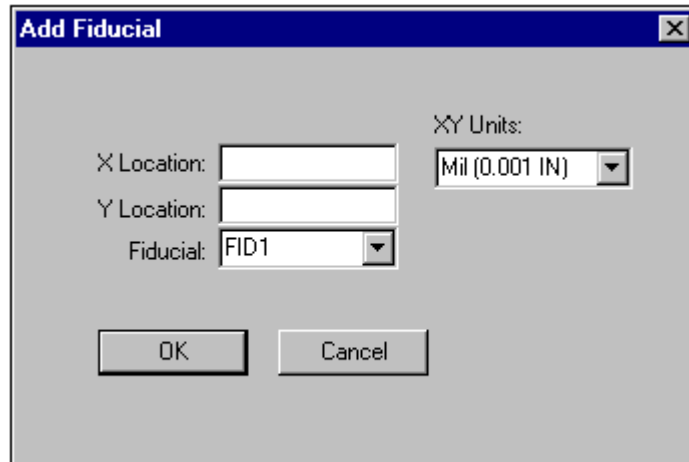 Add Fiducial
XY Units:
X Location:
Mil (0.001 IN)
Y Location:
Fiducial: FID1
OK Cancel